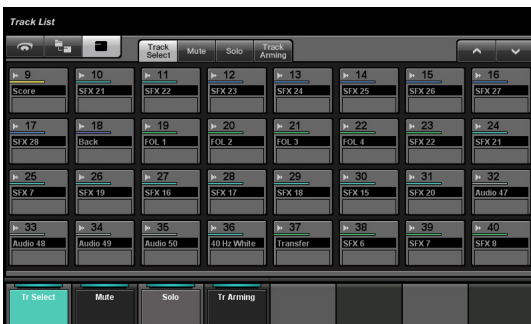 Track List
Track Select Mute Solo Track Arming
9 10 11 12 13 14 15 16
Score SFX 21 SFX 22 SFX 23 SFX 24 SFX 25 SFX 26 SFX 27
17 18 19 20 21 22 23 24
SFX 28 Back FOL 1 FOL 2 FOL 3 FOL 4 SFX 22 SFX 21
25 26 27 28 29 30 31 32
SFX 7 SFX 19 SFX 16 SFX 17 SFX 18 SFX 15 SFX 20 Audio 47
33 34 35 36 37 38 39 40
Audio 48 Audio 49 Audio 50 40 Hz White Transfer SFX 6 SFX 7 SFX 8
Tr Select Mute Solo Tr Arming